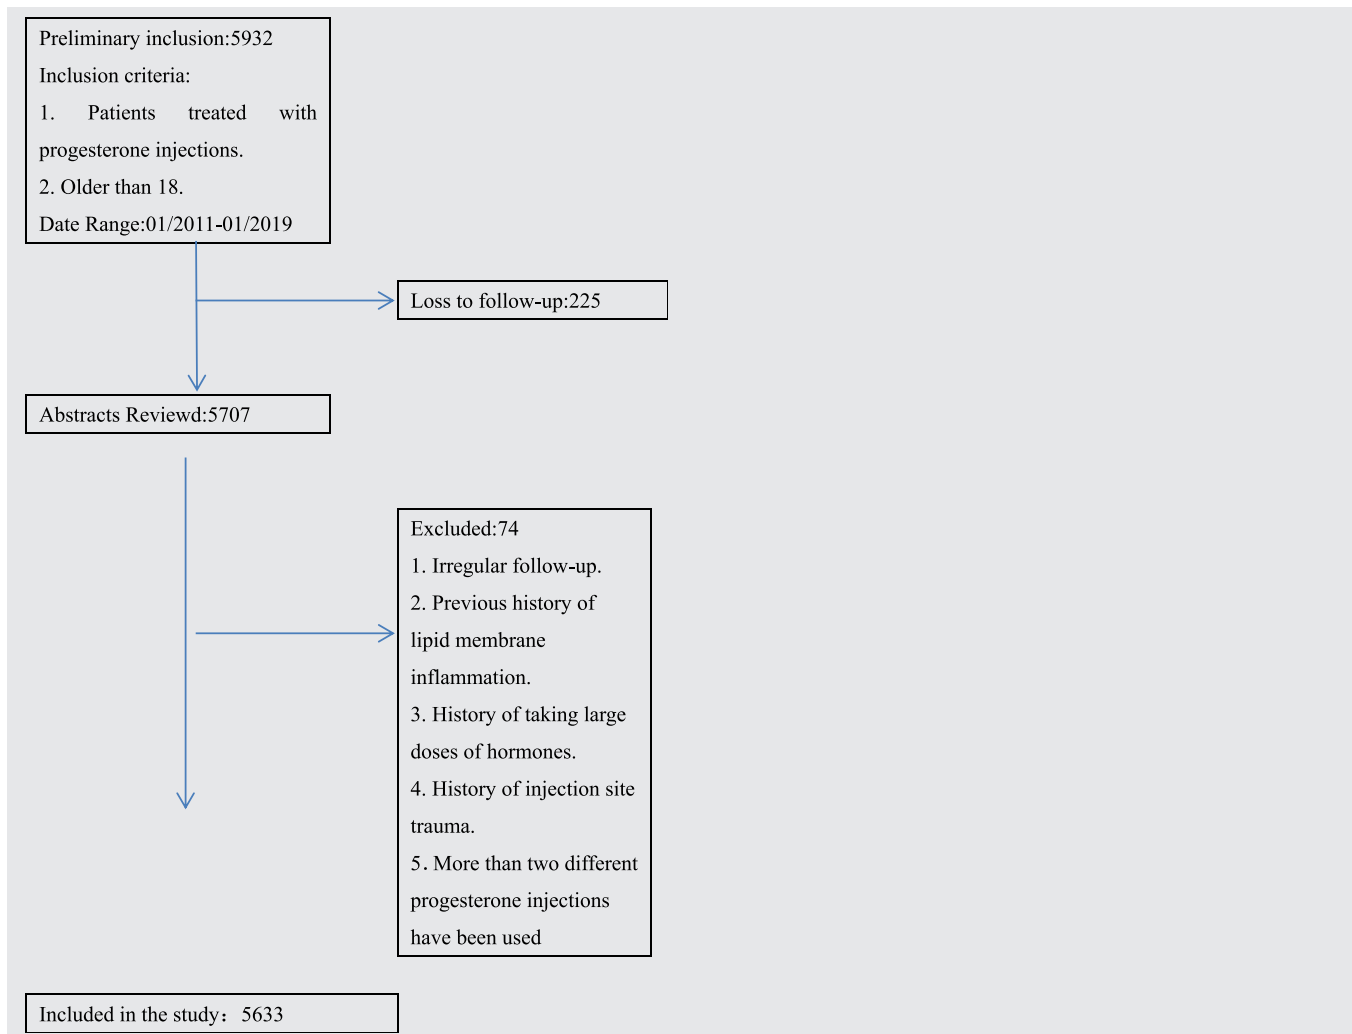 Preliminary inclusion:5932
Inclusion criteria:
1. Patients treated with
progesterone injections.
2. Older than 18.
Date Range:01/2011-01/2019
Loss to follow-up:225
Abstracts Reviewd:5707
Excluded:74
1. Irregular follow-up.
2. Previous history of
lipid membrane
inflammation.
3. History of taking large
doses of hormones.
4. History of injection site
trauma.
5. More than two different
progesterone injections
have been used
Included in the study： 5633